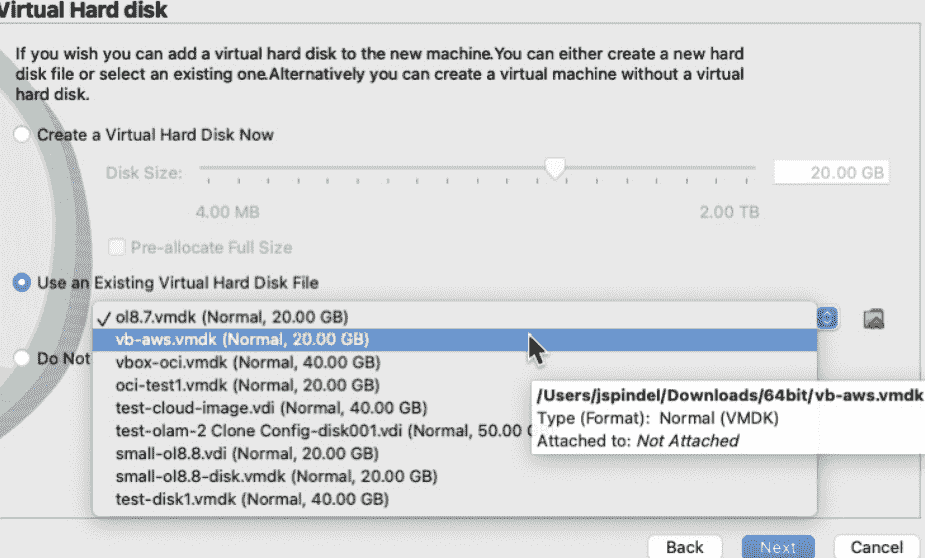 Virtual Hard disk
If you wish you can add a virtual hard disk to the new machine.You can either create a new hard
disk file or select an existing one.Alternatively you can create a virtual machine without a virtual
hard disk.
Create a Virtual Hard Disk Now
Disk Size:
20.00 GB
4.00 MB
2.00 TB
Pre-allocate Full Size
Use an Existing Virtual Hard Disk File
✓ ol8.7.vmdk (Normal, 20.00 GB)
vb-aws.vmdk (Normal, 20.00 GB)
Do Not
vbox-oci.vmdk (Normal, 40.00 GB)
oci-test1.vmdk (Normal, 20.00 GB)
test-cloud-image.vdi (Normal, 40.00 GB)
test-olam-2 Clone Config-disk001.vdi (Normal, 50.00
small-ol8.8.vdi (Normal, 20.00 GB)
small-ol8.8-disk.vmdk (Normal, 20.00 GB)
test-disk1.vmdk (Normal, 40.00 GB)
/Users/jspindel/Downloads/64bit/vb-aws.vmdk
Type (Format): Normal (VMDK)
Attached to: Not Attached
Back
Next
Cancel